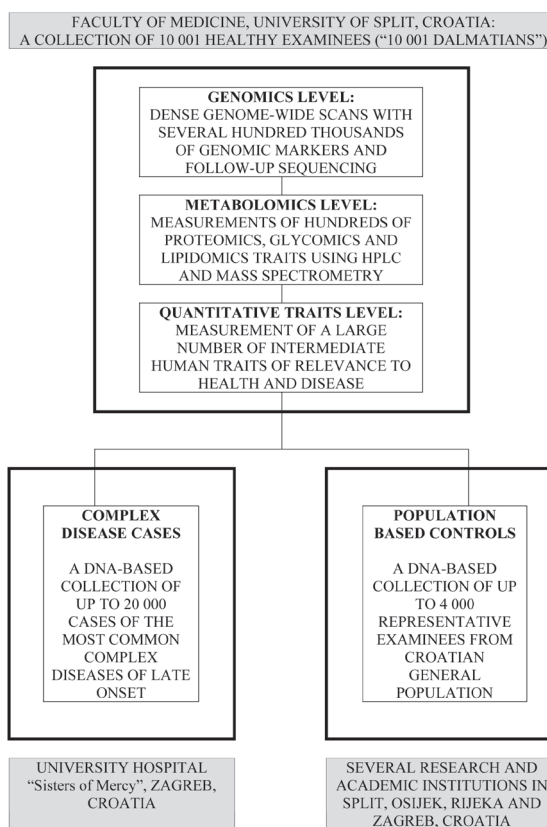 FACULTY OF MEDICINE, UNIVERSITY OF SPLIT, CROATIA:
A COLLECTION OF 10 001 HEALTHY EXAMINEES (“10 001 DALMATIANS”)
GENOMICS LEVEL:
DENSE GENOME-WIDE SCANS WITH
SEVERAL HUNDRED THOUSANDS
OF GENOMIC MARKERS AND
FOLLOW-UP SEQUENCING
METABOLOMICS LEVEL:
MEASUREMENTS OF HUNDREDS OF
PROTEOMICS, GLYCOMICS AND
LIPIDOMICS TRAITS USING HPLC
AND MASS SPECTROMETRY
QUANTITATIVE TRAITS LEVEL:
MEASUREMENT OF A LARGE
NUMBER OF INTERMEDIATE
HUMAN TRAITS OF RELEVANCE TO
HEALTH AND DISEASE
COMPLEX
DISEASE CASES
A DNA-BASED
COLLECTION OF
UP TO 20 000
CASES OF THE
MOST COMMON
COMPLEX
DISEASES OF LATE
ONSET
POPULATION
BASED CONTROLS
A DNA-BASED
COLLECTION OF UP
TO 4 000
REPRESENTATIVE
EXAMINEES FROM
CROATIAN
GENERAL
POPULATION
UNIVERSITY HOSPITAL
“Sisters of Mercy”, ZAGREB,
CROATIA
SEVERAL RESEARCH AND
ACADEMIC INSTITUTIONS IN
SPLIT, OSIJEK, RIJEKA AND
ZAGREB, CROATIA